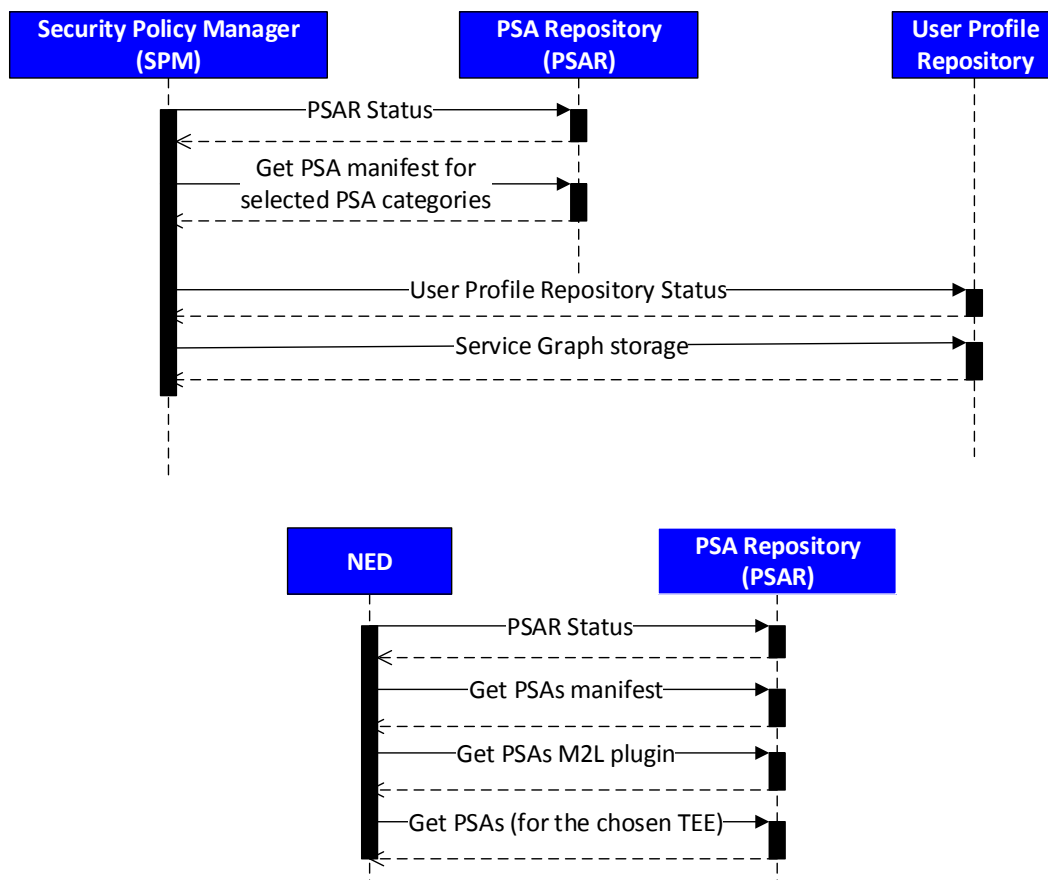 Security Policy Manager
(SPM)
PSA Repository
(PSAR)
User Profile
Repository
PSAR Status
Get PSA manifest for
selected PSA categories
User Profile Repository Status
Service Graph storage
NED
PSA Repository
(PSAR)
PSAR Status
Get PSAs manifest
Get PSAs M2L plugin
Get PSAs (for the chosen TEE)